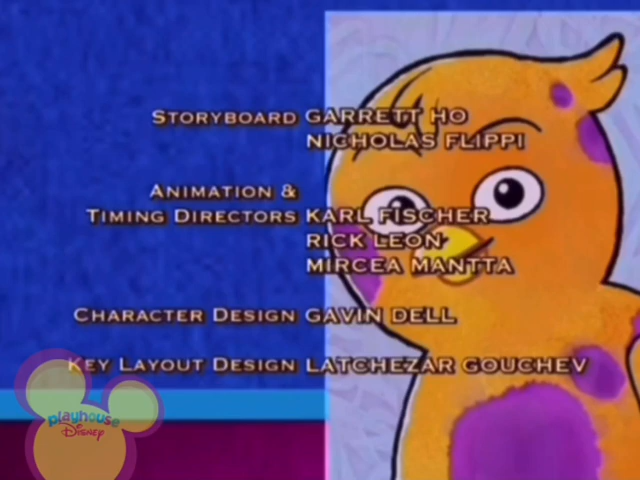 STORYBOARD GARRETT HO
NICHOLAS FLIPPI
ANIMATION &
TIMING DIRECTORS KARL FISCHER
RICK LEON
MIRCEA MANTTA
CHARACTER DESIGN GAVIN DELL
KEY LAYOUT DESIGN LATCHEZAR GOUCHEV
playhouse
Disney